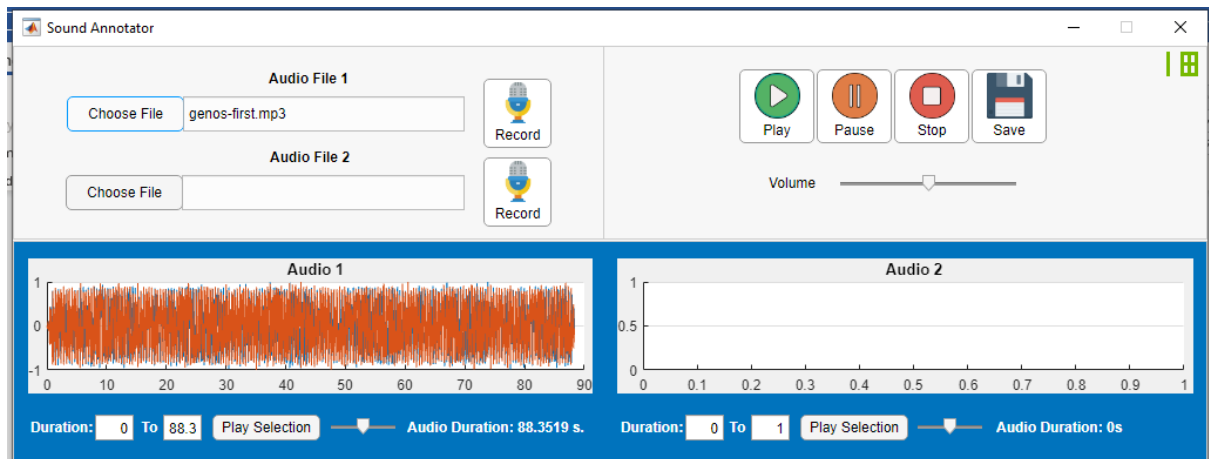 Sound Annotator
Audio File 1
Choose File genos-first.mp3
Record
Audio File 2
Choose File
Record
Play Pause Stop Save
Volume
Audio 1
1
0
-1
0 10 20 30 40 50 60 70 80 90
Duration: 0 To 88.3 Play Selection Audio Duration: 88.3519 s.
Audio 2
1
0.5
0
0 0.1 0.2 0.3 0.4 0.5 0.6 0.7 0.8 0.9 1
Duration: 0 To 1 Play Selection Audio Duration: 0s